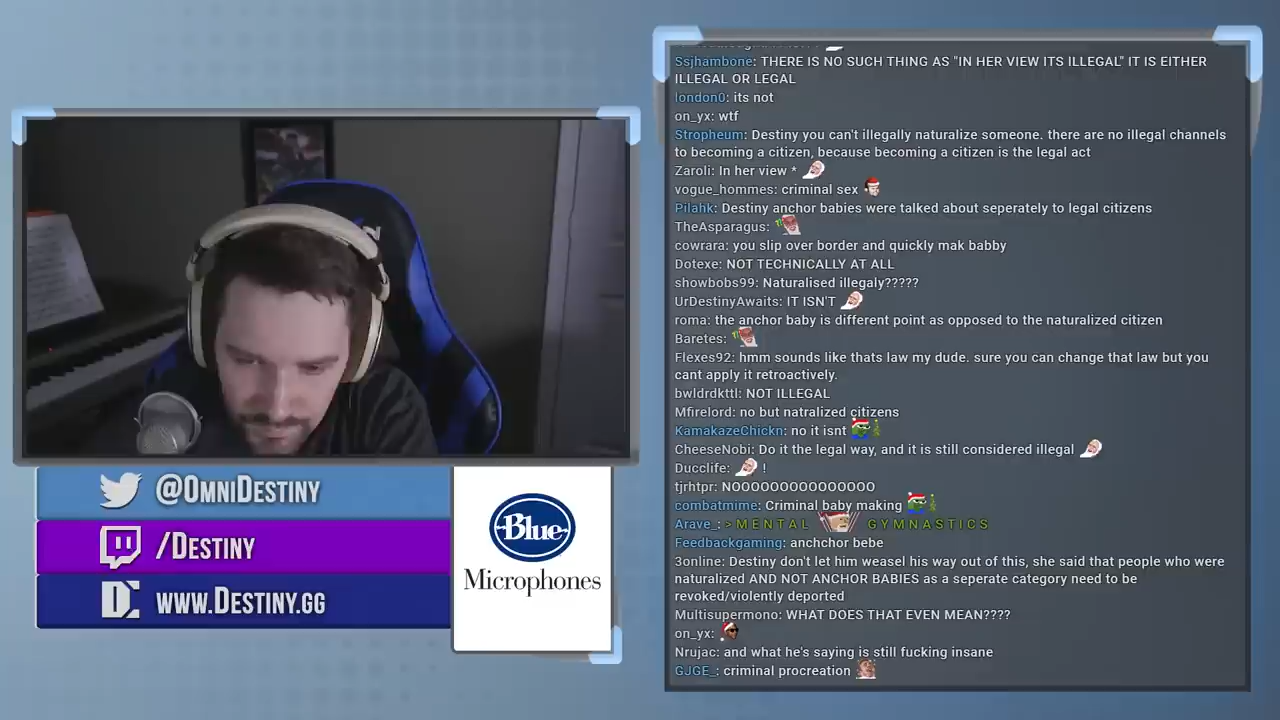 Ssjhambone: THERE IS NO SUCH THING AS "IN HER VIEW ITS ILLEGAL" IT IS EITHER
ILLEGAL OR LEGAL
london0: its not
on_yx: wtf
Stropheum: Destiny you can't illegally naturalize someone. there are no illegal channels
to becoming a citizen, because becoming a citizen is the legal act
Zaroli: In her view *
vogue_hommes: criminal sex
Pilahk: Destiny anchor babies were talked about seperately to legal citizens
TheAsparagus:
cowrara: you slip over border and quickly mak babby
Dotexe: NOT TECHNICALLY AT ALL
showbobs99: Naturalised illegaly?????
UrDestinyAwaits: IT ISN'T
roma: the anchor baby is different point as opposed to the naturalized citizen
Baretes:
Flexes92: hmm sounds like thats law my dude. sure you can change that law but you
cant apply it retroactively.
bwldrdkttl: NOT ILLEGAL
Mfirelord: no but natralized citizens
KamakazeChickn: no it isnt
CheeseNobi: Do it the legal way, and it is still considered illegal
Ducclife: !
tjrhtpr: NOOOOOOOOOOOOOOO
combatmime: Criminal baby making
Arave_: >MENTAL GYMNASTICS
Feedbackgaming: anchchor bebe
3online: Destiny don't let him weasel his way out of this, she said that people who were
naturalized AND NOT ANCHOR BABIES as a seperate category need to be
revoked/violently deported
Multisupermono: WHAT DOES THAT EVEN MEAN????
on_yx:
Nrujac: and what he's saying is still fucking insane
GJGE_: criminal procreation
@OmniDestiny
/Destiny
www.Destiny.gg
Blue
Microphones